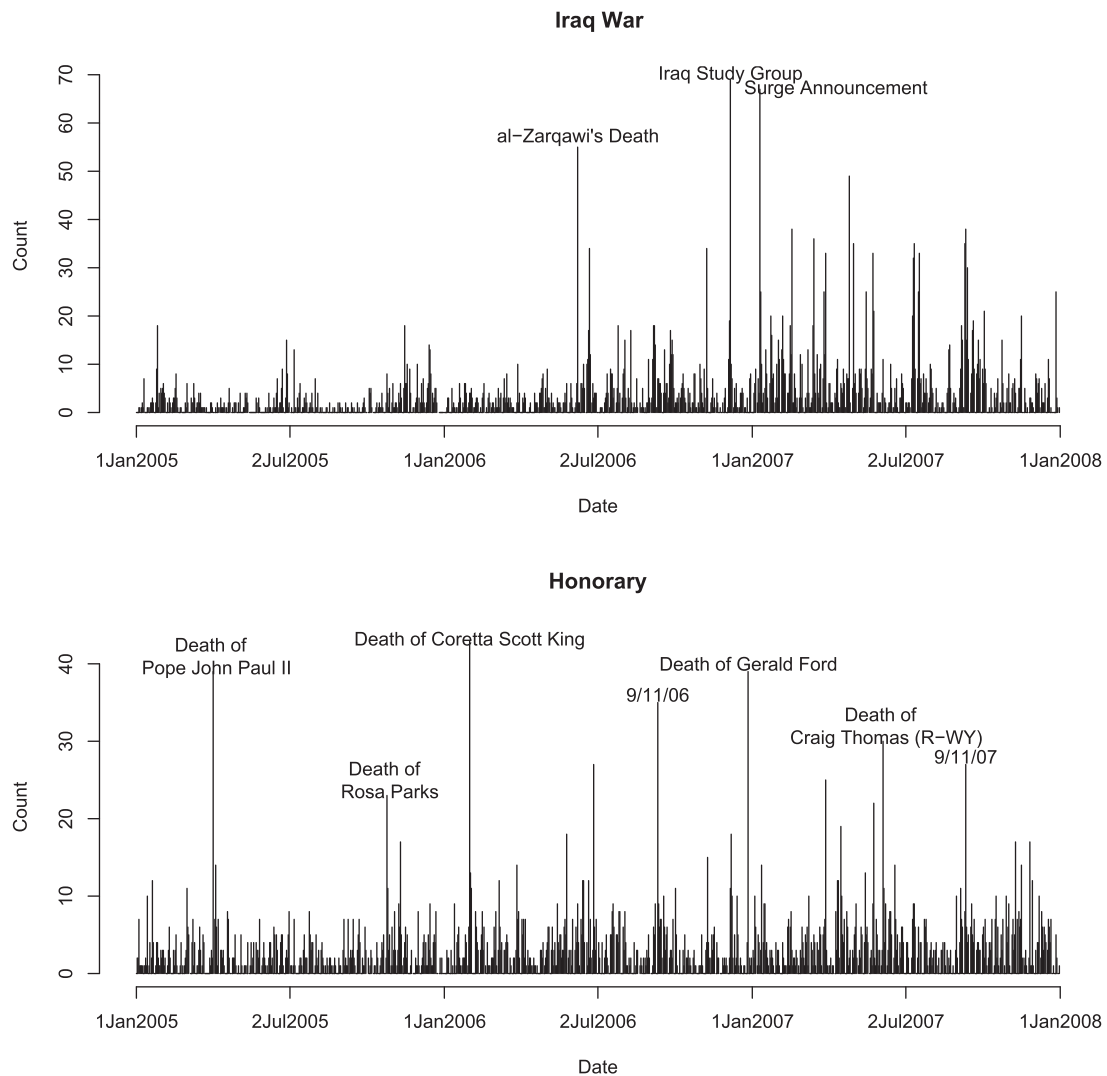 Iraq War
Count
70
60
50
40
30
20
10
0
Iraq Study Group
Surge Announcement
al−Zarqawi's Death
1Jan2005
2Jul2005
1Jan2006
2Jul2006
1Jan2007
2Jul2007
1Jan2008
Date
Honorary
Count
40
30
20
10
0
Death of
Pope John Paul II
Death of
Rosa Parks
Death of Coretta Scott King
9/11/06
Death of Gerald Ford
Death of
Craig Thomas (R−WY)
9/11/07
1Jan2005
2Jul2005
1Jan2006
2Jul2006
1Jan2007
2Jul2007
1Jan2008
Date